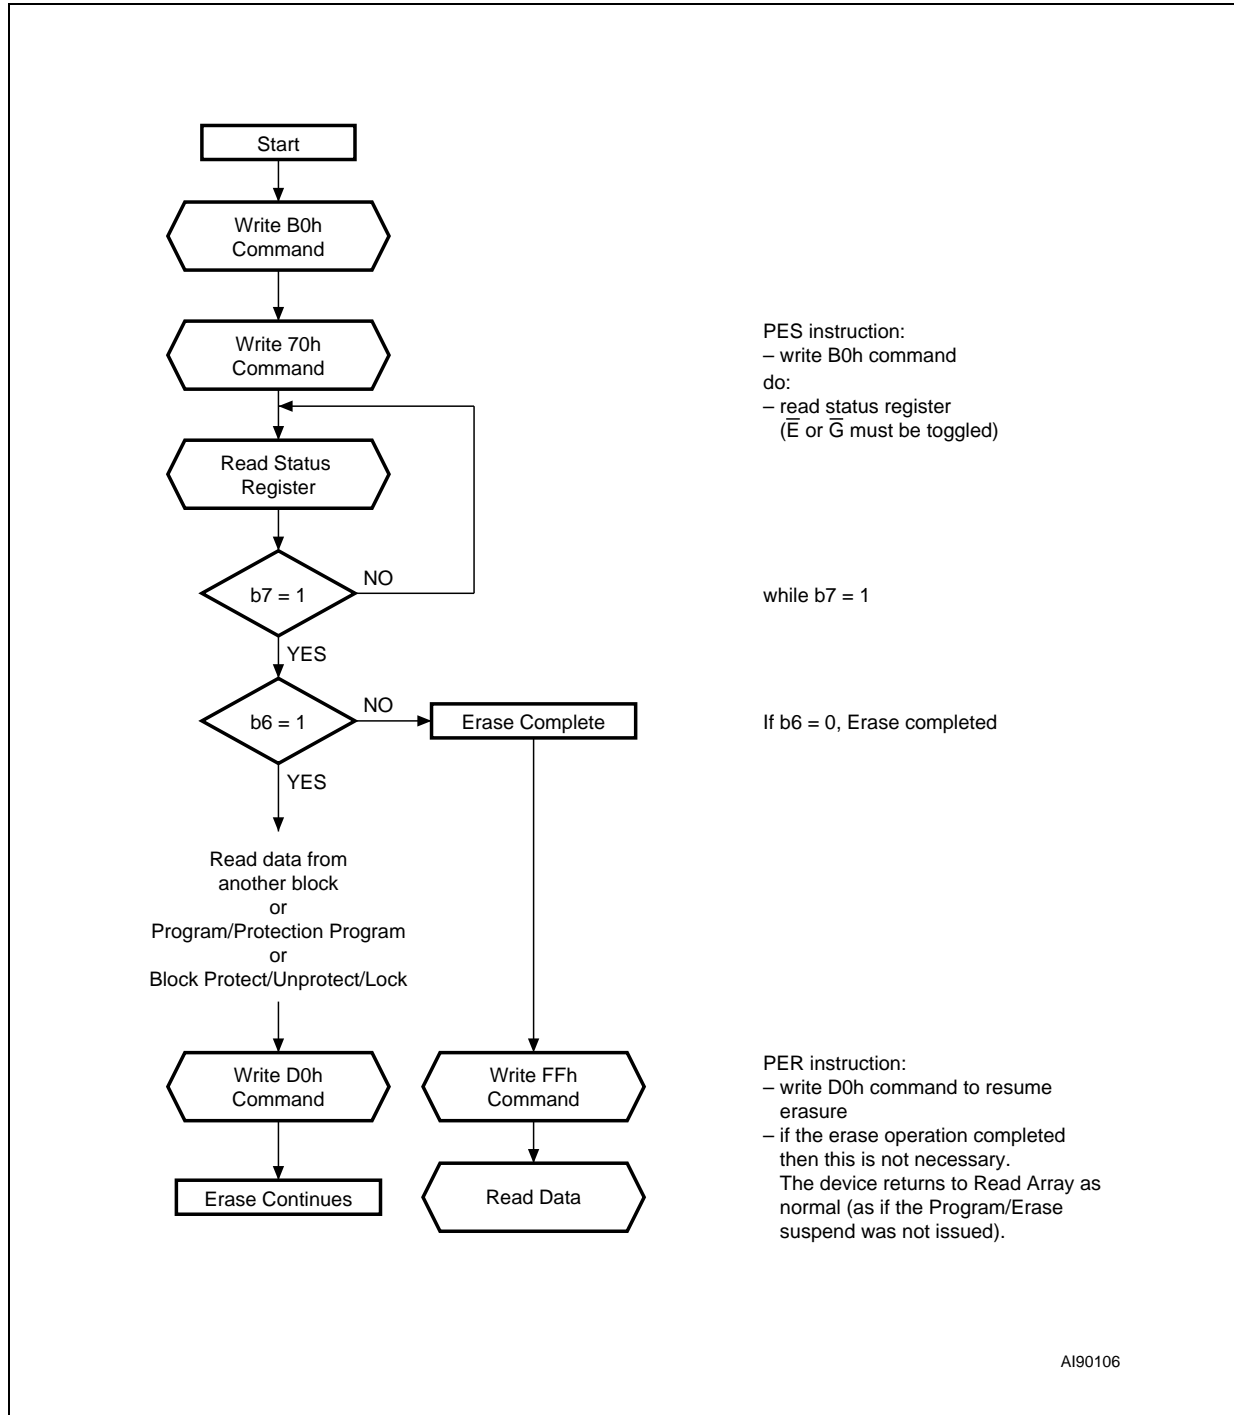 Start
Write B0h
Command
Write 70h
Command
PES instruction:
– write B0h command
do:
– read status register
(E̅ or G̅ must be toggled)
Read Status
Register
b7 = 1
NO
while b7 = 1
YES
b6 = 1
NO
Erase Complete
If b6 = 0, Erase completed
YES
Read data from
another block
or
Program/Protection Program
or
Block Protect/Unprotect/Lock
Write D0h
Command
Write FFh
Command
PER instruction:
– write D0h command to resume
erasure
– if the erase operation completed
then this is not necessary.
The device returns to Read Array as
normal (as if the Program/Erase
suspend was not issued).
Erase Continues
Read Data
AI90106